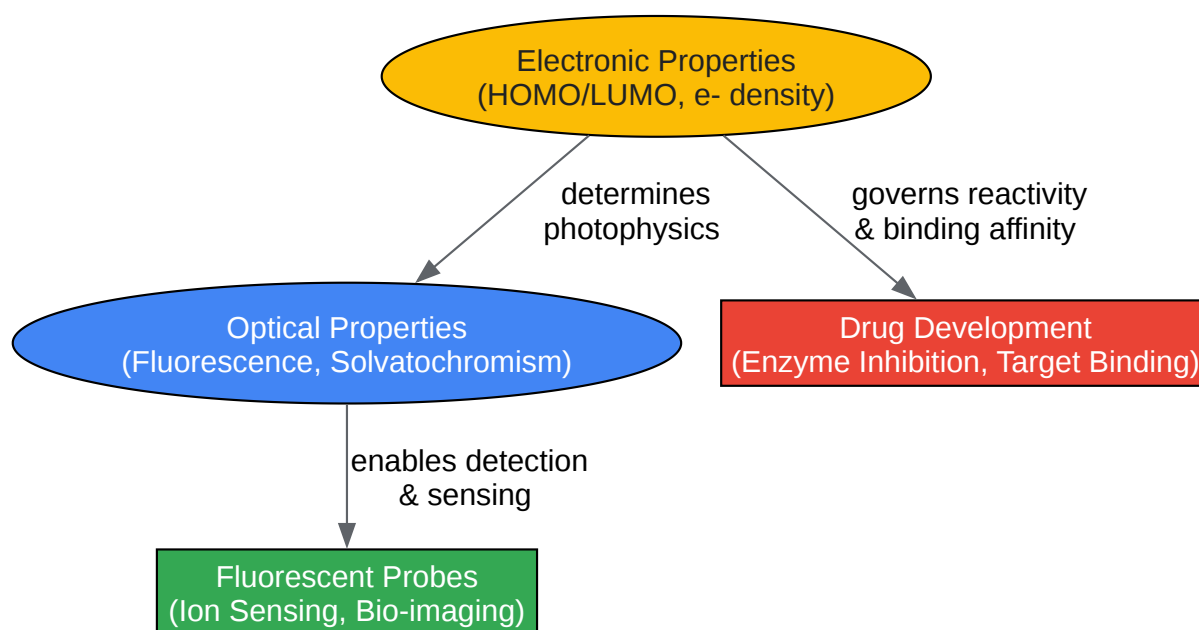 Electronic Properties
(HOMO/LUMO, e- density)
determines
photophysics
governs reactivity
& binding affinity
Optical Properties
(Fluorescence, Solvatochromism)
Drug Development
(Enzyme Inhibition, Target Binding)
enables detection
& sensing
Fluorescent Probes
(Ion Sensing, Bio-imaging)